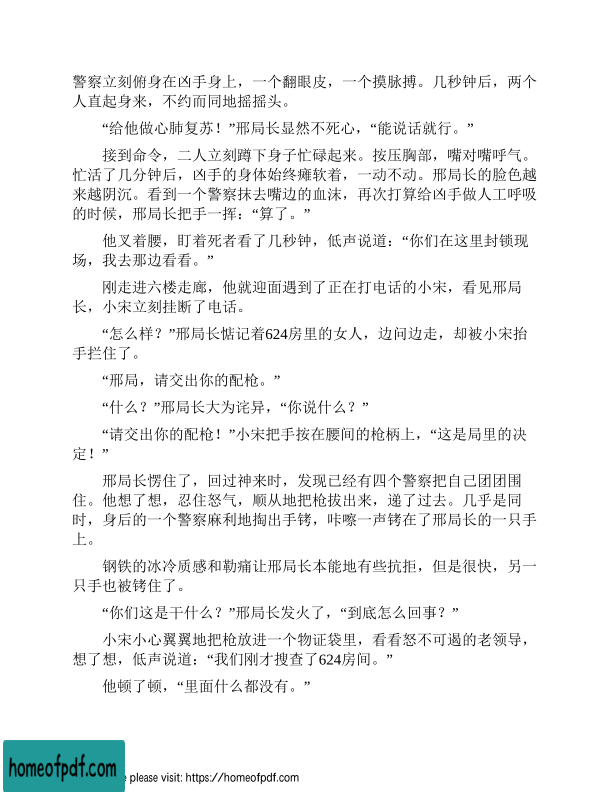 警察立刻俯身在凶手身上，一个翻眼皮，一个摸脉搏。几秒钟后，两个
人直起身来，不约而同地摇摇头。
“给他做心肺复苏！”邢局长显然不死心，“能说话就行。”
接到命令，二人立刻蹲下身子忙碌起来。按压胸部，嘴对嘴呼气。
忙活了几分钟后，凶手的身体始终瘫软着，一动不动。邢局长的脸色越
来越阴沉。看到一个警察抹去嘴边的血沫，再次打算给凶手做人工呼吸
的时候，邢局长把手一挥：“算了。”
他叉着腰，盯着死者看了几秒钟，低声说道：“你们在这里封锁现
场，我去那边看看。”
刚走进六楼走廊，他就迎面遇到了正在打电话的小宋，看见邢局
长，小宋立刻挂断了电话。
“怎么样？”邢局长惦记着624房里的女人，边问边走，却被小宋抬
手拦住了。
“邢局，请交出你的配枪。”
“什么？”邢局长大为诧异，“你说什么？”
“请交出你的配枪！”小宋把手按在腰间的枪柄上，“这是局里的决
定！”
邢局长愣住了，回过神来时，发现已经有四个警察把自己团团围
住。他想了想，忍住怒气，顺从地把枪拔出来，递了过去。几乎是同
时，身后的一个警察麻利地掏出手铐，咔嚓一声铐在了邢局长的一只手
上。
钢铁的冰冷质感和勒痛让邢局长本能地有些抗拒，但是很快，另一
只手也被铐住了。
“你们这是干什么？”邢局长发火了，“到底怎么回事？”
小宋小心翼翼地把枪放进一个物证袋里，看看怒不可遏的老领导，
想了想，低声说道：“我们刚才搜查了624房间。”
他顿了顿，“里面什么都没有。”
homeofpdf.com
please visit: https://homeofpdf.com